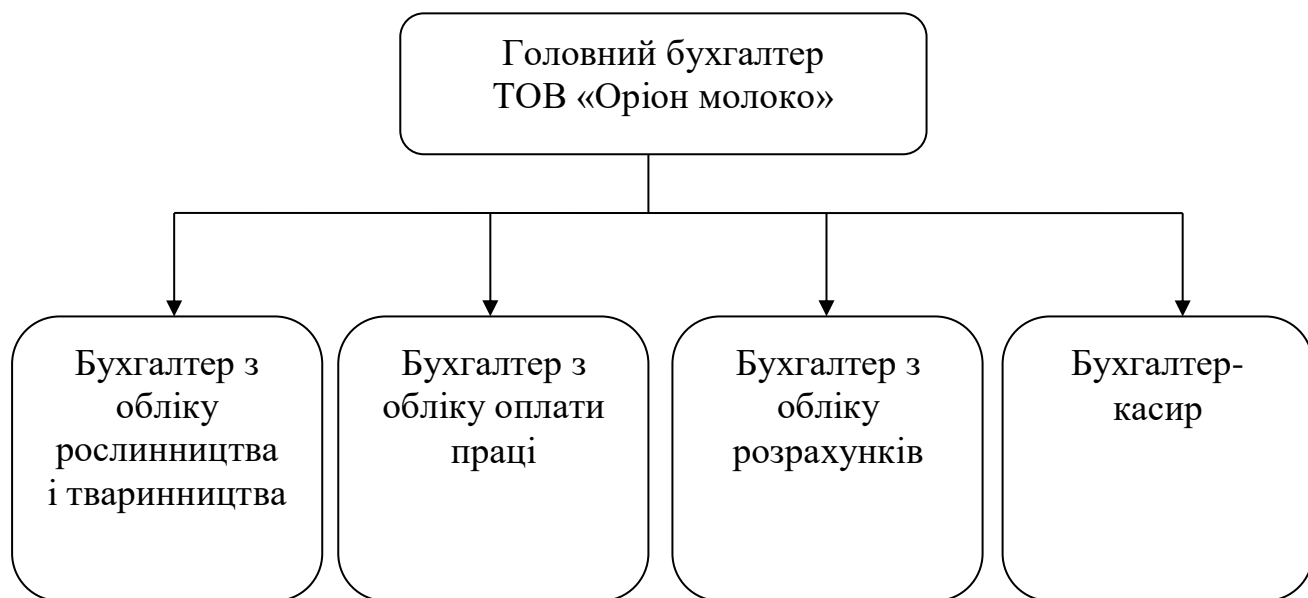 Головний бухгалтер
ТОВ «Оріон молоко»
Бухгалтер з
обліку
рослинництва
і тваринництва
Бухгалтер з
обліку оплати
праці
Бухгалтер з
обліку
розрахунків
Бухгалтер-
касир